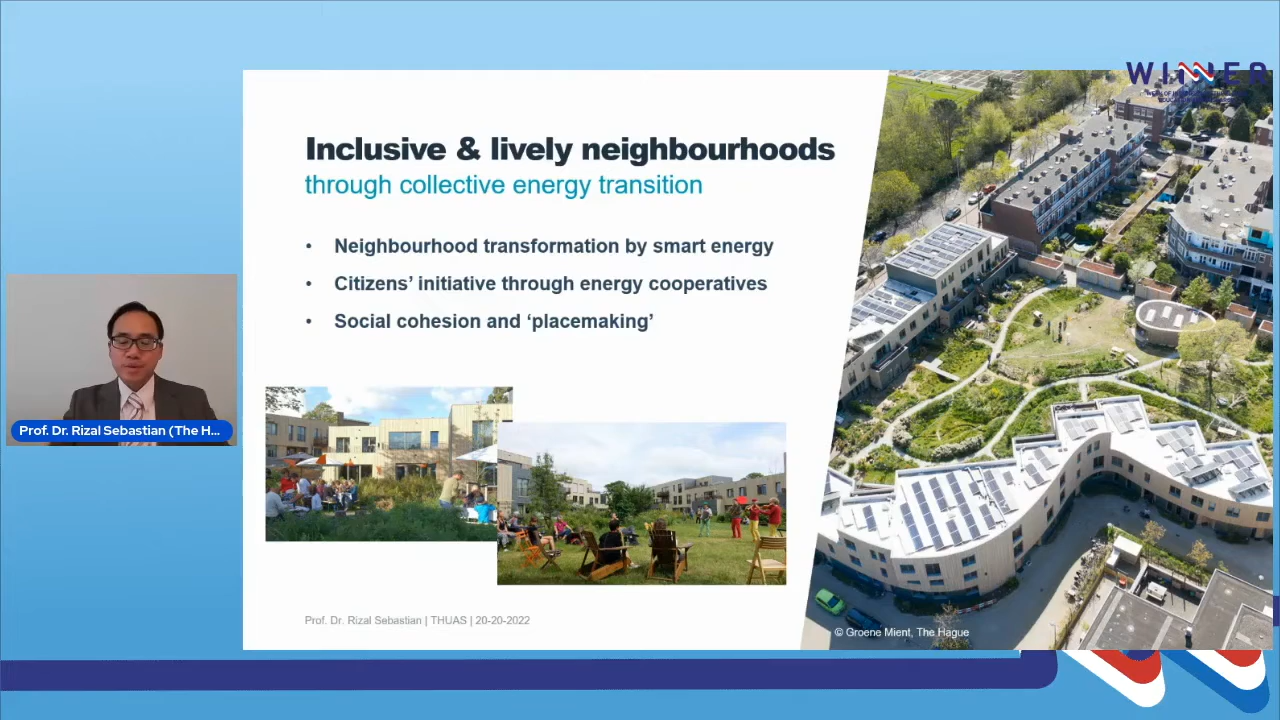 WINNER
Inclusive & lively neighbourhoods
through collective energy transition
• Neighbourhood transformation by smart energy
• Citizens’ initiative through energy cooperatives
• Social cohesion and ‘placemaking’
Prof. Dr. Rizal Sebastian (The H...
Prof. Dr. Rizal Sebastian | THUAS | 20-20-2022
© Groene Mient, The Hague